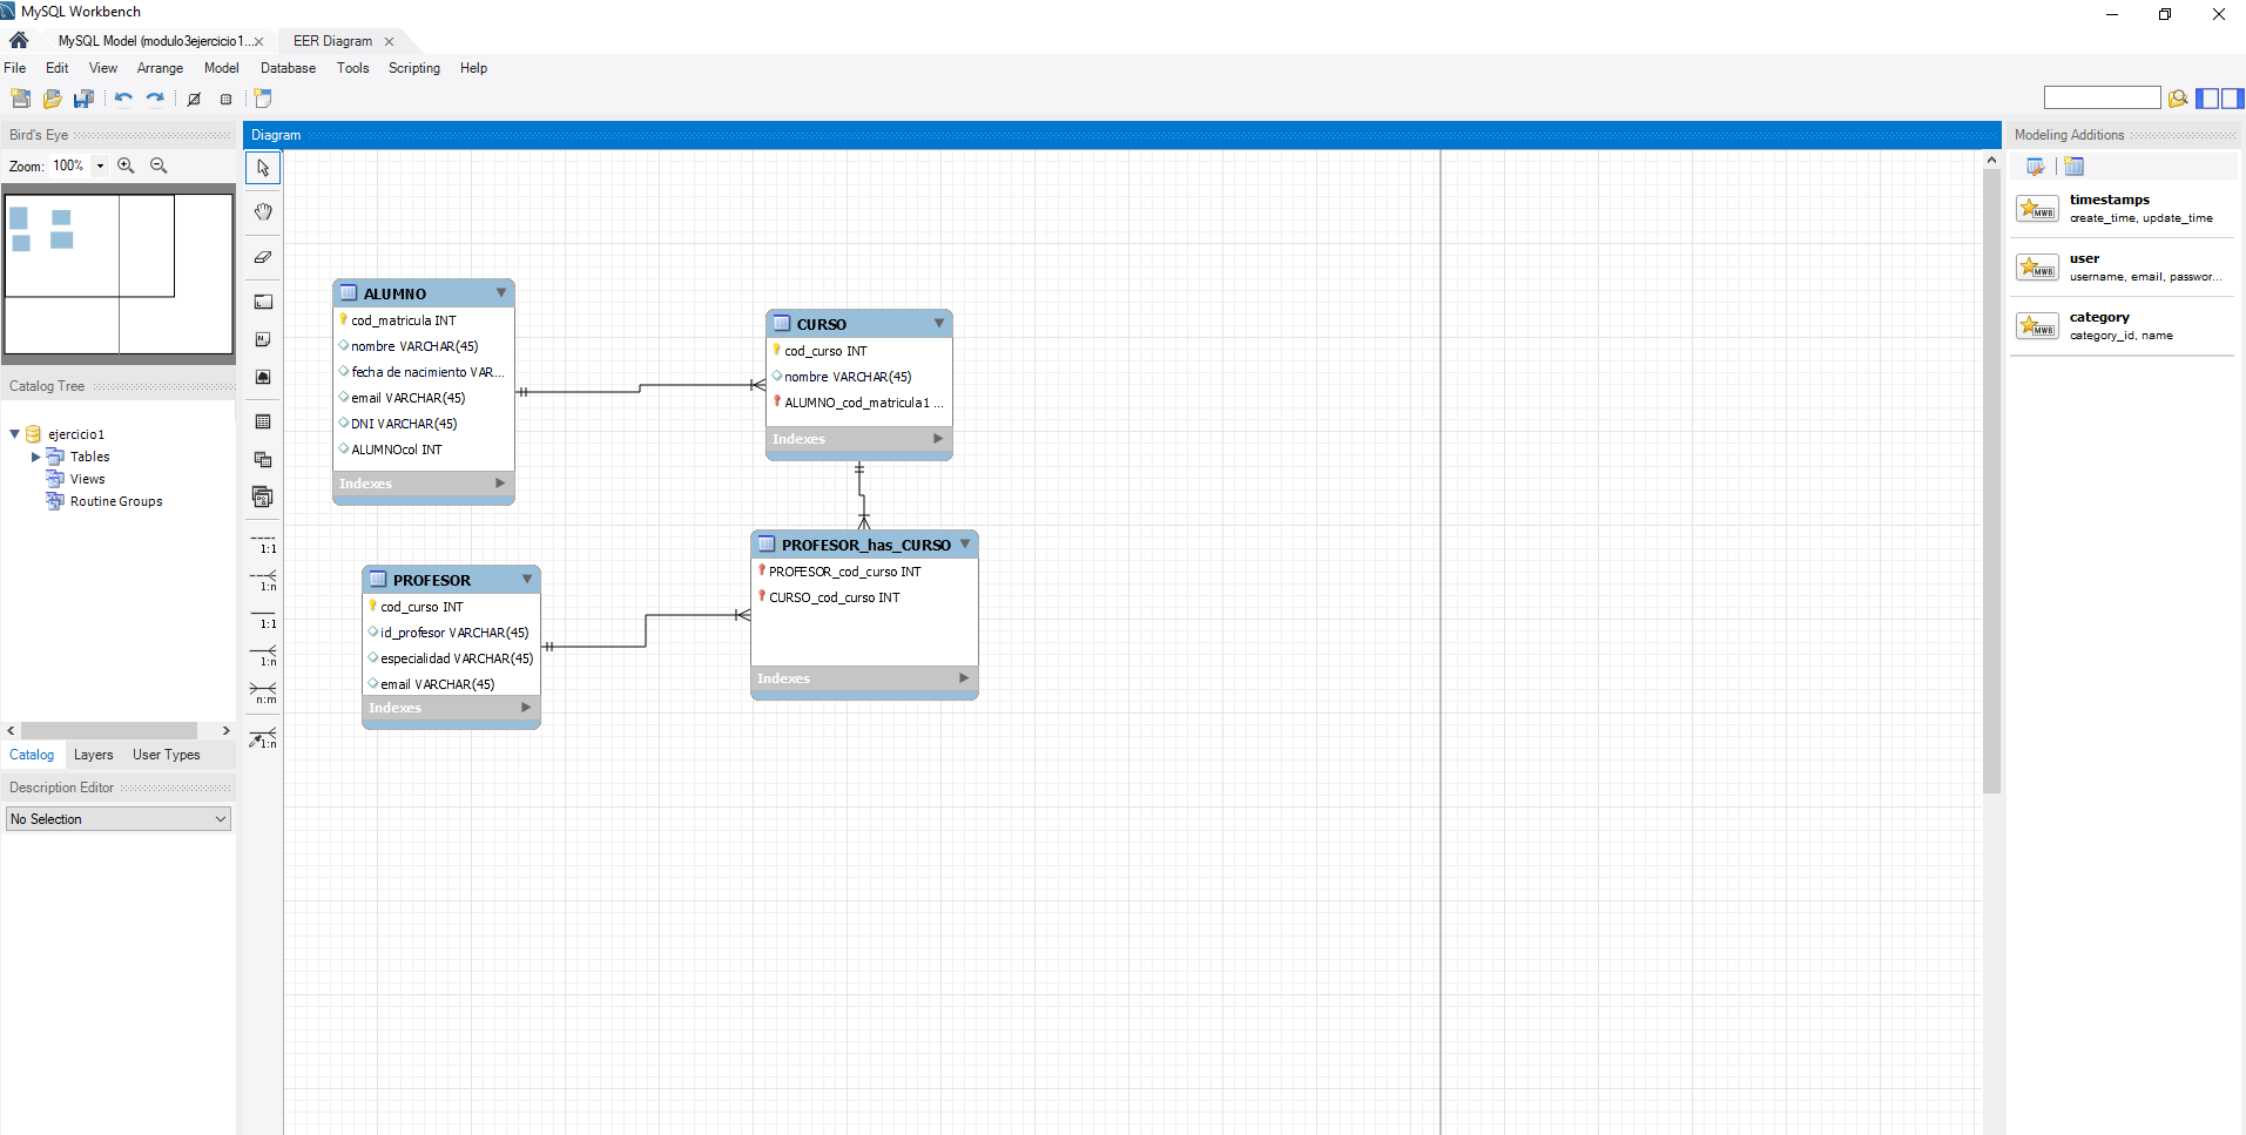 MySQL Workbench
MySQL Model (modulo3ejercicio1...
EER Diagram
File Edit View Arrange Model Database Tools Scripting Help
Bird's Eye
Zoom: 100%
Catalog Tree
ejercicio1
Tables
Views
Routine Groups
Catalog Layers User Types
Description Editor
No Selection
Diagram
1:1
1:n
1:1
1:n
n:m
1:n
ALUMNO
cod_matricula INT
nombre VARCHAR(45)
fecha de nacimiento VAR...
email VARCHAR(45)
DNI VARCHAR(45)
ALUMNOcol INT
Indexes
CURSO
cod_curso INT
nombre VARCHAR(45)
ALUMNO_cod_matricula1 ...
Indexes
PROFESOR
cod_curso INT
id_profesor VARCHAR(45)
especialidad VARCHAR(45)
email VARCHAR(45)
Indexes
PROFESOR_has_CURSO
PROFESOR_cod_curso INT
CURSO_cod_curso INT
Indexes
Modeling Additions
MWB
timestamps
create_time, update_time
MWB
user
username, email, passwor...
MWB
category
category_id, name